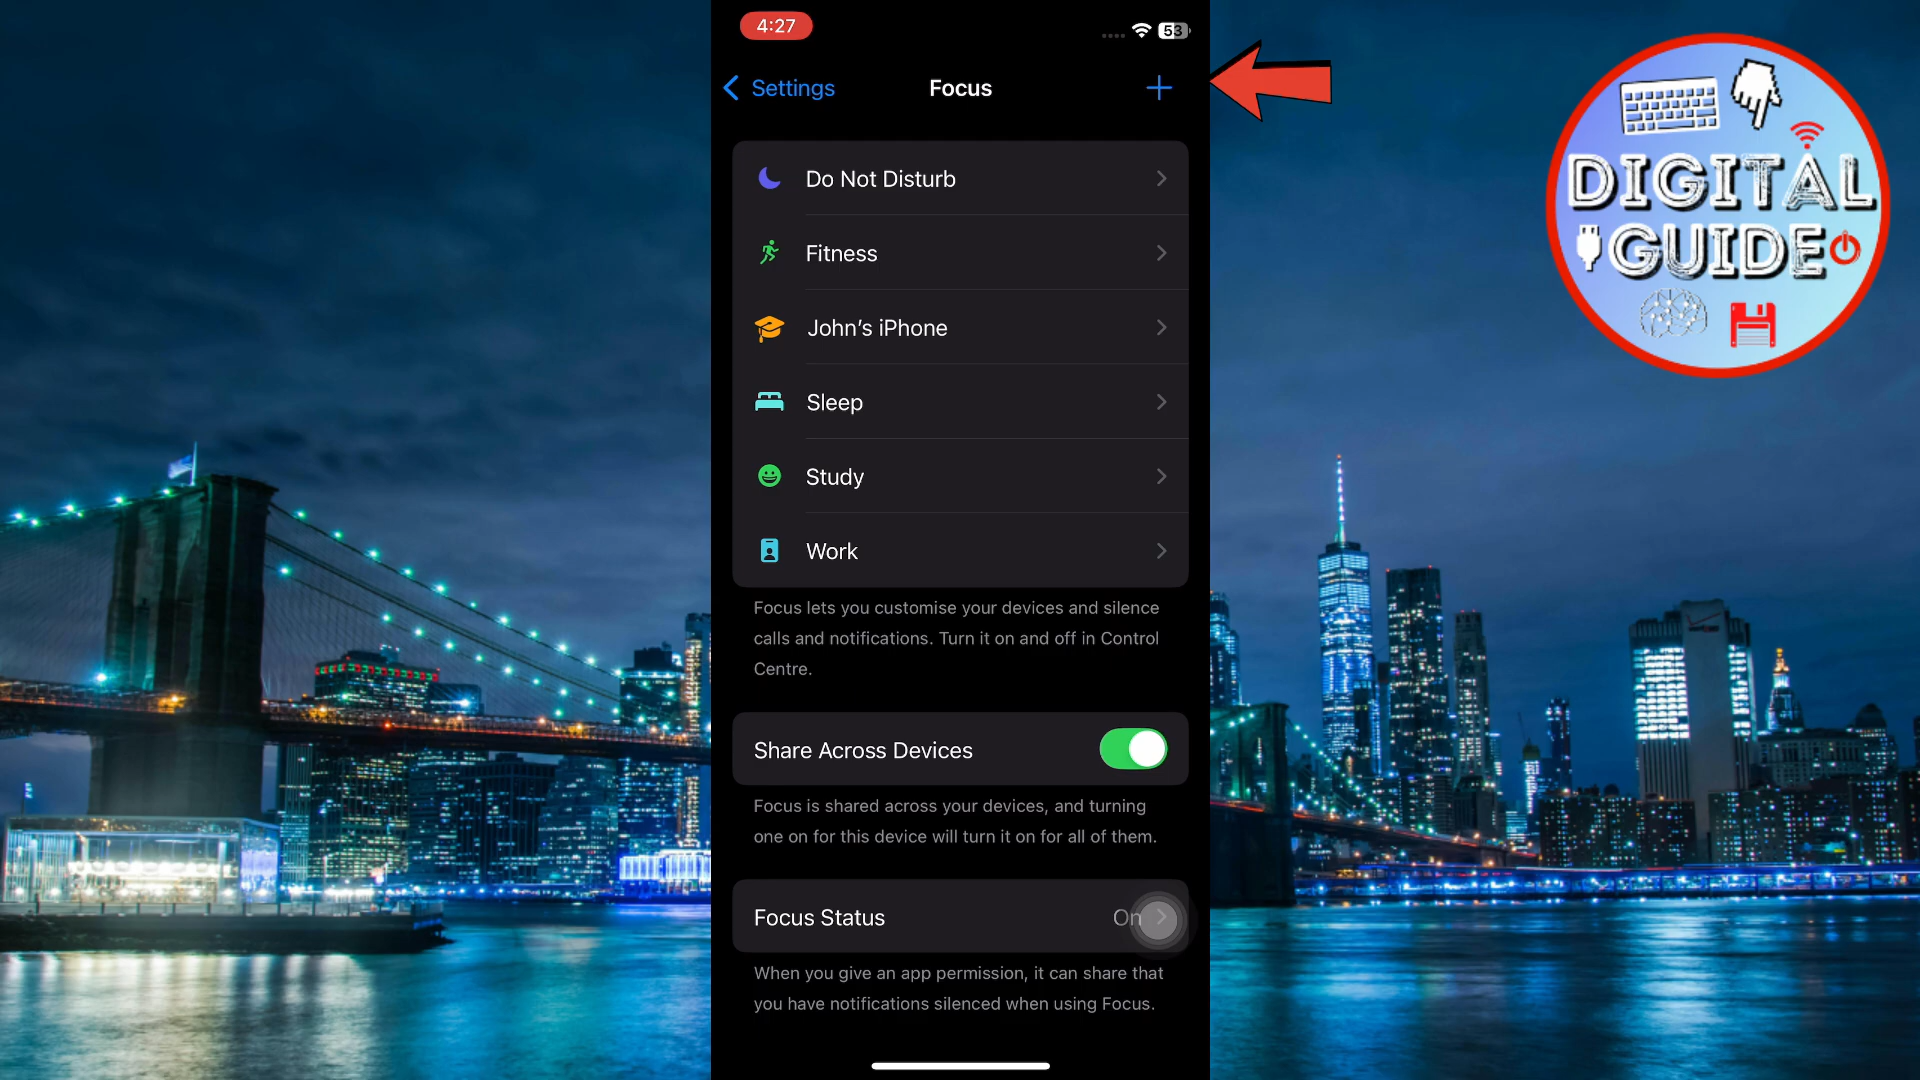 4:27
53
Settings
Focus
Do Not Disturb
Fitness
John's iPhone
Sleep
Study
Work
Focus lets you customise your devices and silence
calls and notifications. Turn it on and off in Control
Centre.
Share Across Devices
Focus is shared across your devices, and turning
one on for this device will turn it on for all of them.
Focus Status
On
When you give an app permission, it can share that
you have notifications silenced when using Focus.
DIGITAL
GUIDE